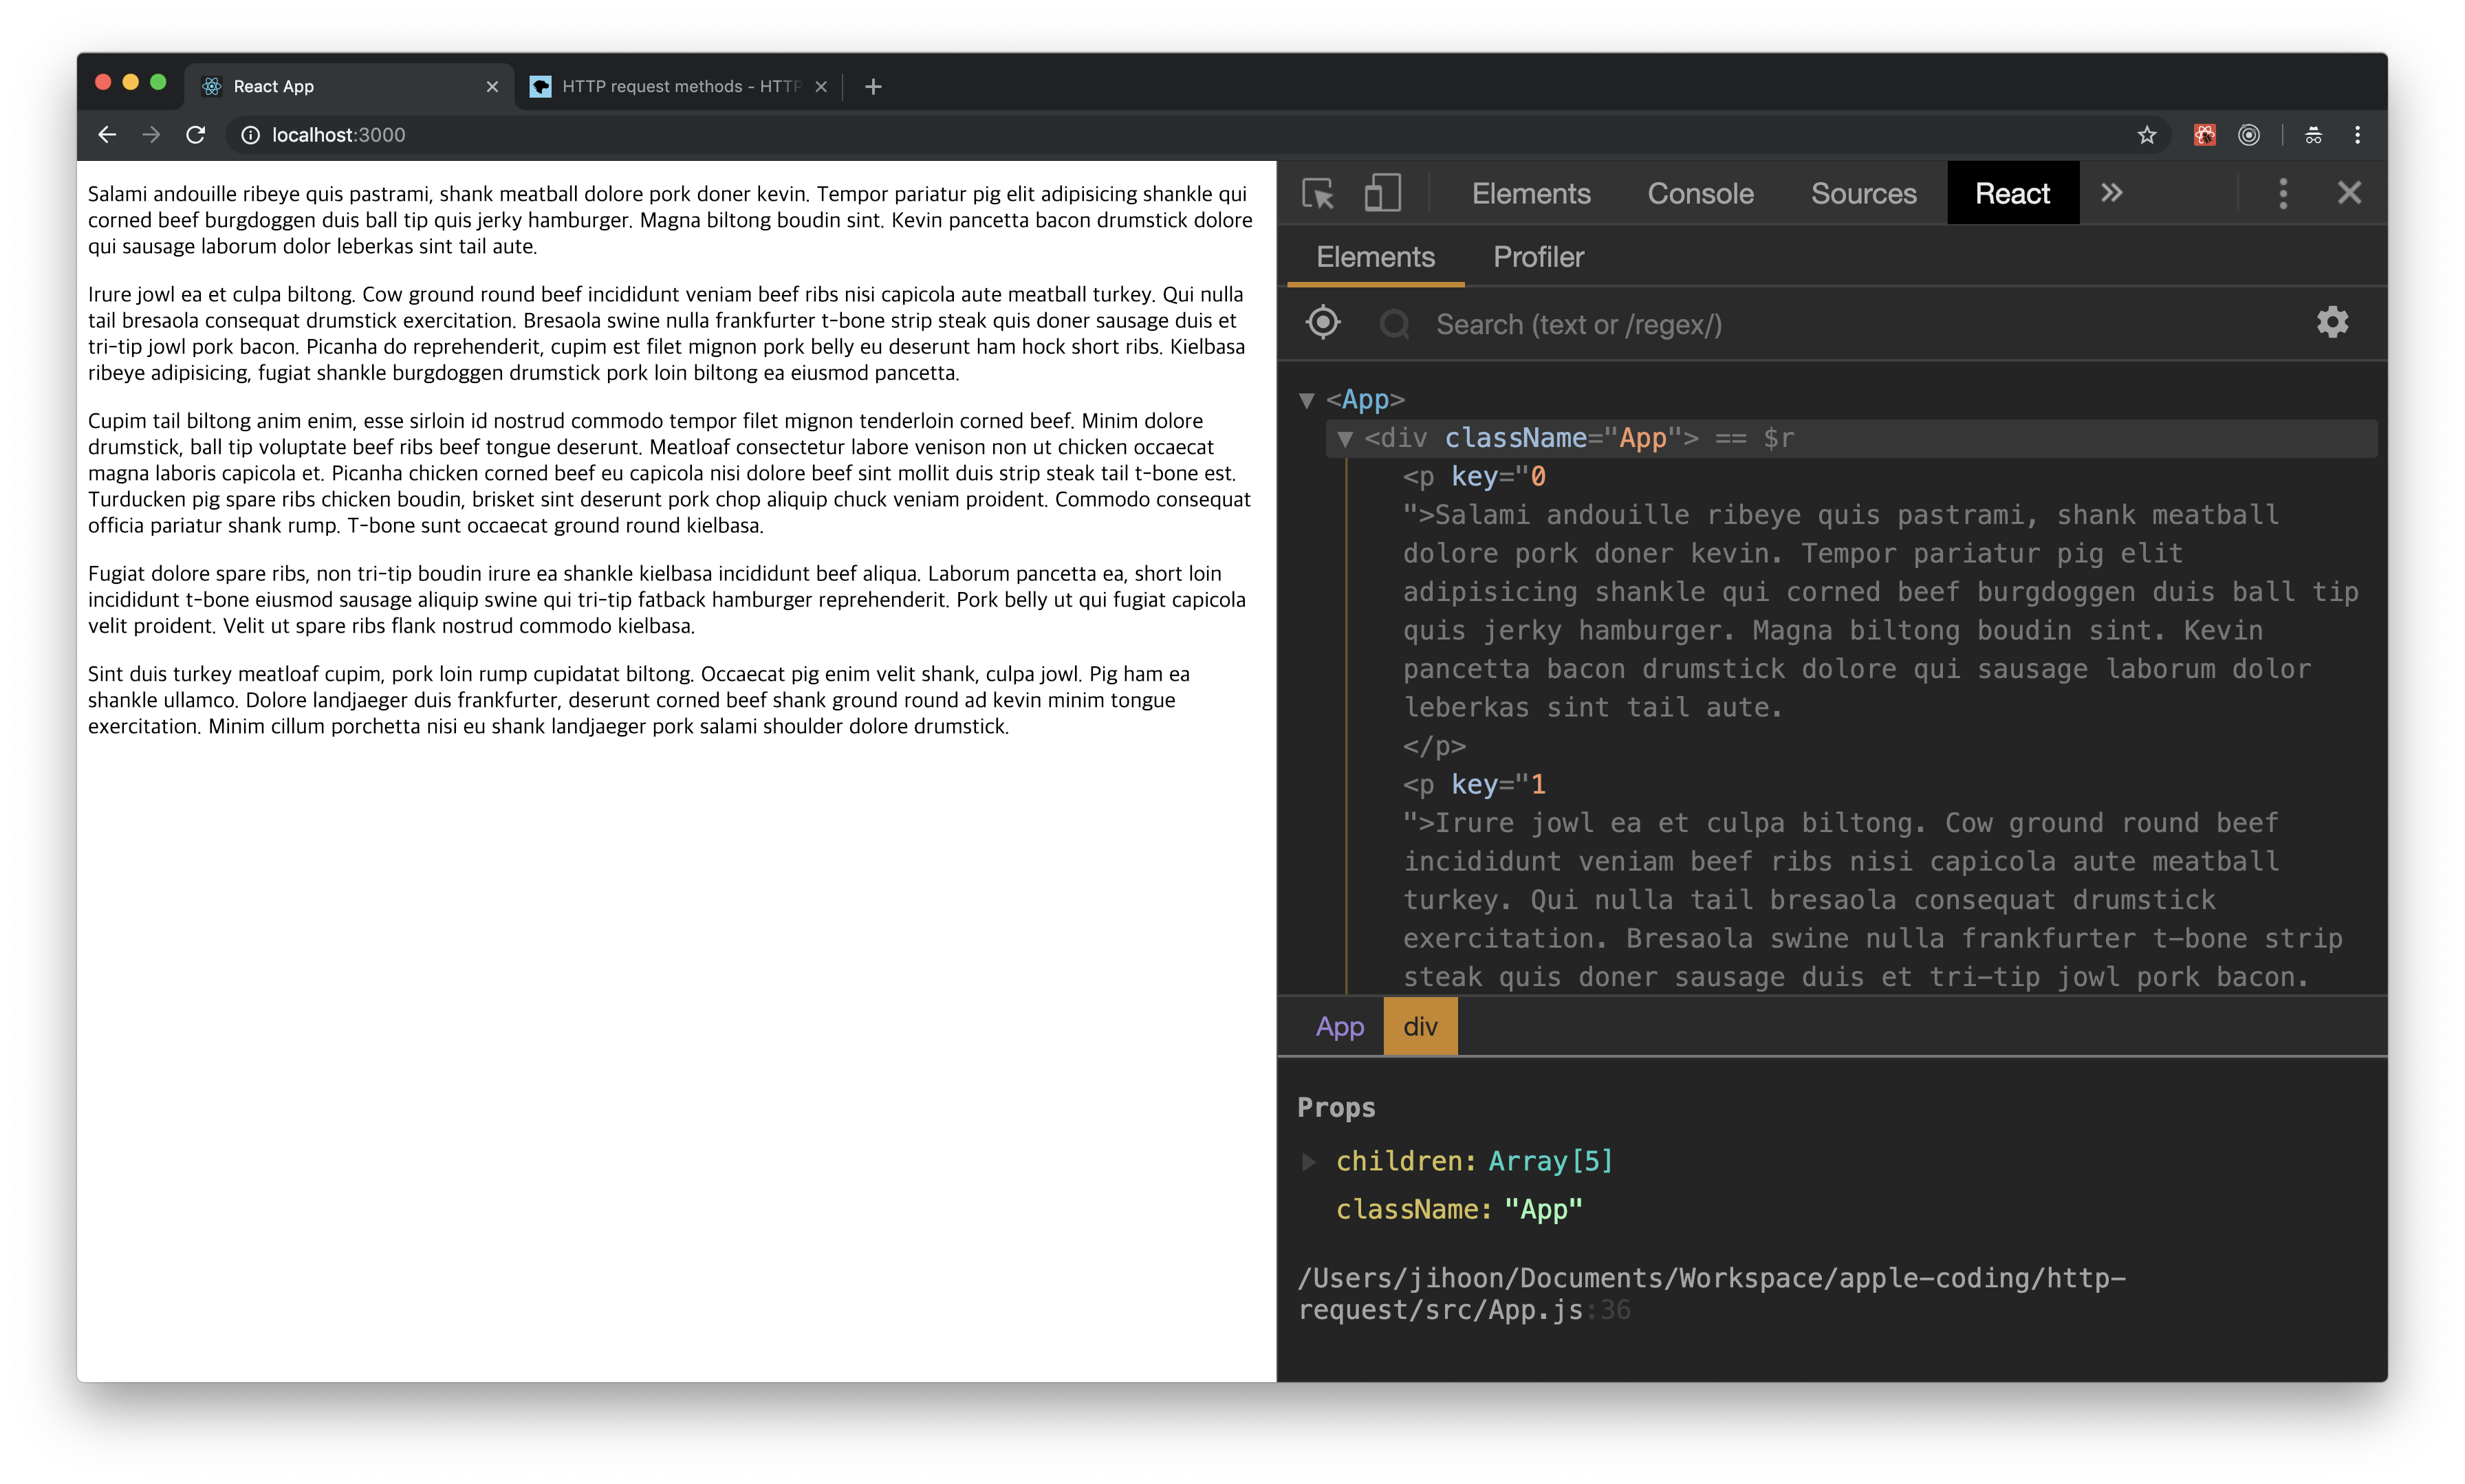 React App
HTTP request methods - HTTP
localhost:3000
Salami andouille ribeye quis pastrami, shank meatball dolore pork doner kevin. Tempor pariatur pig elit adipisicing shankle qui
corned beef burgdoggen duis ball tip quis jerky hamburger. Magna biltong boudin sint. Kevin pancetta bacon drumstick dolore
qui sausage laborum dolor leberkas sint tail aute.
Irure jowl ea et culpa biltong. Cow ground round beef incididunt veniam beef ribs nisi capicola aute meatball turkey. Qui nulla
tail bresaola consequat drumstick exercitation. Bresaola swine nulla frankfurter t-bone strip steak quis doner sausage duis et
tri-tip jowl pork bacon. Picanha do reprehenderit, cupim est filet mignon pork belly eu deserunt ham hock short ribs. Kielbasa
ribeye adipisicing, fugiat shankle burgdoggen drumstick pork loin biltong ea eiusmod pancetta.
Cupim tail biltong anim enim, esse sirloin id nostrud commodo tempor filet mignon tenderloin corned beef. Minim dolore
drumstick, ball tip voluptate beef ribs beef tongue deserunt. Meatloaf consectetur labore venison non ut chicken occaecat
magna laboris capicola et. Picanha chicken corned beef eu capicola nisi dolore beef sint mollit duis strip steak tail t-bone est.
Turducken pig spare ribs chicken boudin, brisket sint deserunt pork chop aliquip chuck veniam proident. Commodo consequat
officia pariatur shank rump. T-bone sunt occaecat ground round kielbasa.
Fugiat dolore spare ribs, non tri-tip boudin irure ea shankle kielbasa incididunt beef aliqua. Laborum pancetta ea, short loin
incididunt t-bone eiusmod sausage aliquip swine qui tri-tip fatback hamburger reprehenderit. Pork belly ut qui fugiat capicola
velit proident. Velit ut spare ribs flank nostrud commodo kielbasa.
Sint duis turkey meatloaf cupim, pork loin rump cupidatat biltong. Occaecat pig enim velit shank, culpa jowl. Pig ham ea
shankle ullamco. Dolore landjaeger duis frankfurter, deserunt corned beef shank ground round ad kevin minim tongue
exercitation. Minim cillum porchetta nisi eu shank landjaeger pork salami shoulder dolore drumstick.
Elements Console Sources React »
Elements Profiler
Search (text or /regex/)
<App>
<div className="App"> == $r
<p key="0
">Salami andouille ribeye quis pastrami, shank meatball
dolore pork doner kevin. Tempor pariatur pig elit
adipisicing shankle qui corned beef burgdoggen duis ball tip
quis jerky hamburger. Magna biltong boudin sint. Kevin
pancetta bacon drumstick dolore qui sausage laborum dolor
leberkas sint tail aute.
</p>
<p key="1
">Irure jowl ea et culpa biltong. Cow ground round beef
incididunt veniam beef ribs nisi capicola aute meatball
turkey. Qui nulla tail bresaola consequat drumstick
exercitation. Bresaola swine nulla frankfurter t-bone strip
steak quis doner sausage duis et tri-tip jowl pork bacon.
App div
Props
children: Array[5]
className: "App"
/Users/jihoon/Documents/Workspace/apple-coding/http-
request/src/App.js:36